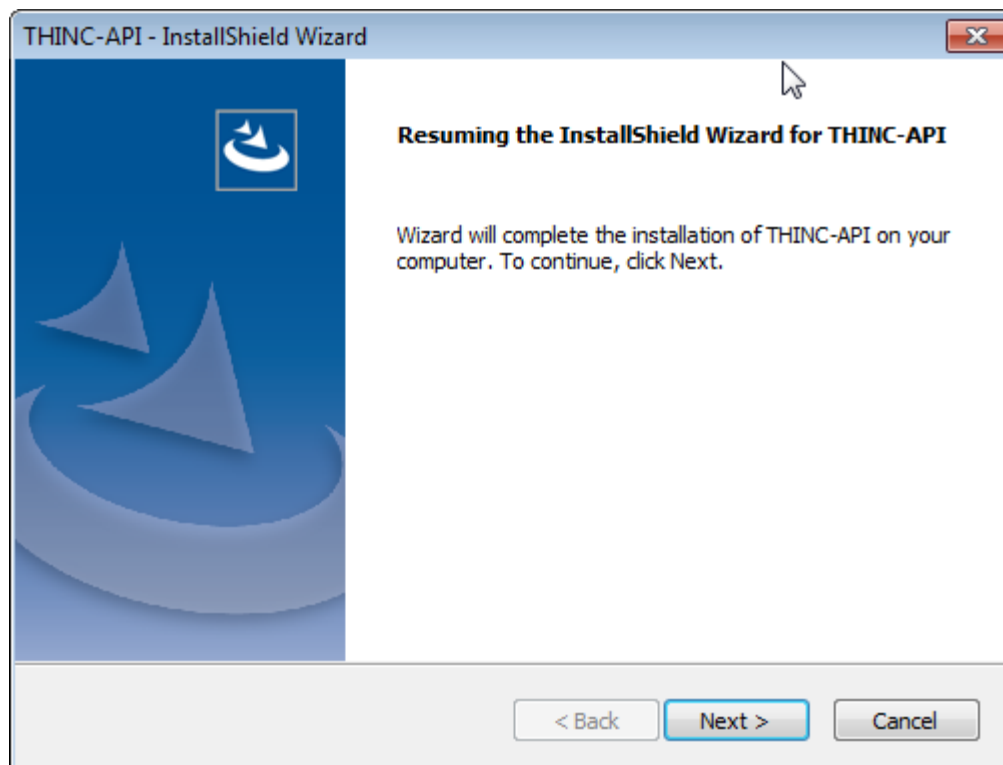 THINC-API - InstallShield Wizard
Resuming the InstallShield Wizard for THINC-API
Wizard will complete the installation of THINC-API on your
computer. To continue, click Next.
< Back
Next >
Cancel